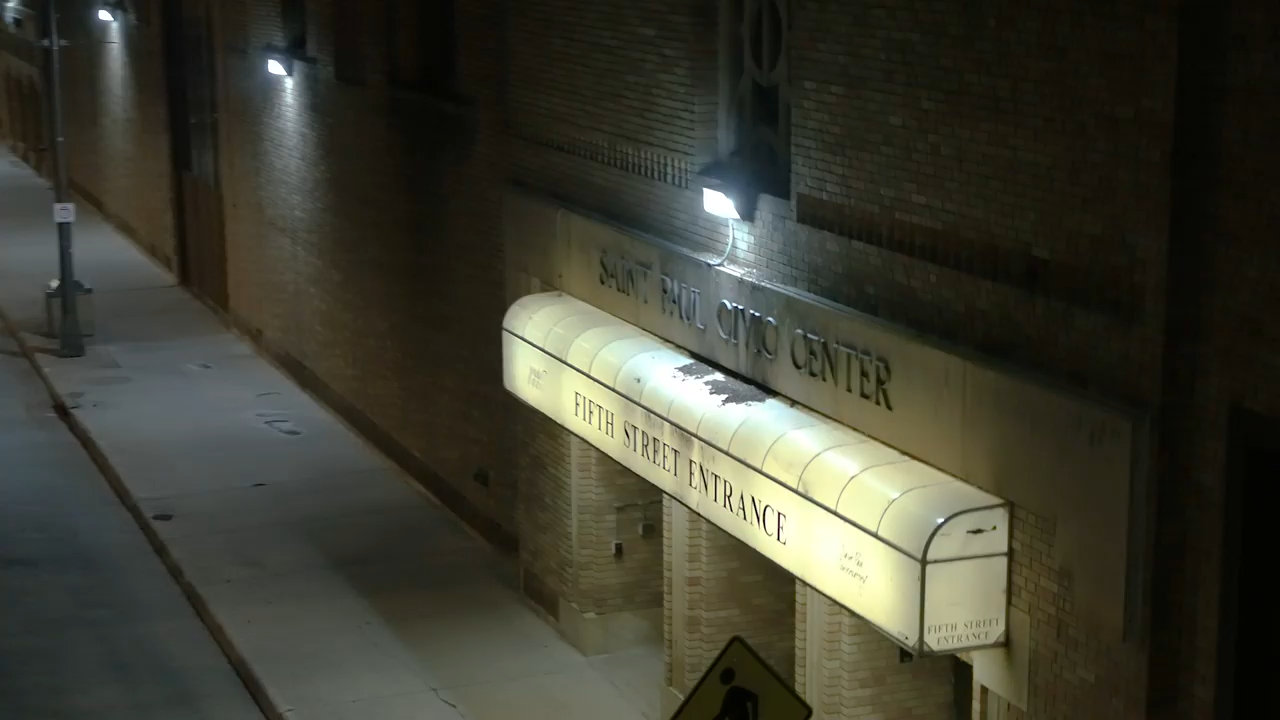 SAINT PAUL CIVIC CENTER
FIFTH STREET ENTRANCE
FIFTH STREET
ENTRANCE